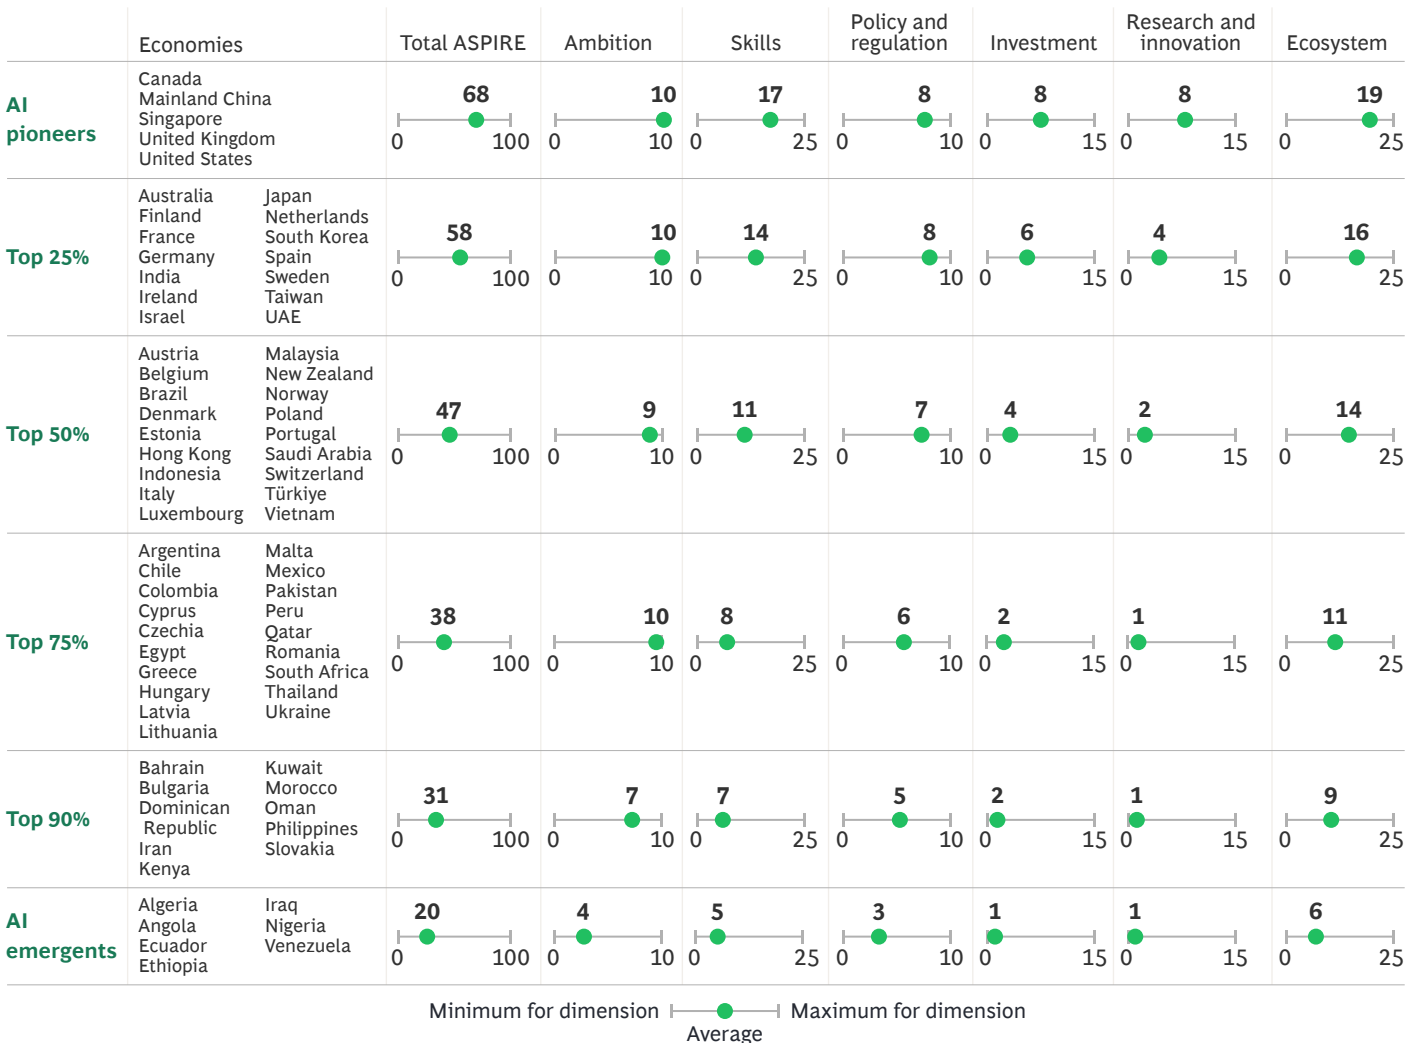 Economies
Total ASPIRE
Ambition
Skills
Policy and
regulation
Investment
Research and
innovation
Ecosystem
AI
pioneers
Canada
Mainland China
Singapore
United Kingdom
United States
68
0 100
10
0 10
17
0 25
8
0 10
8
0 15
8
0 15
19
0 25
Top 25%
Australia
Finland
France
Germany
India
Ireland
Israel
Japan
Netherlands
South Korea
Spain
Sweden
Taiwan
UAE
58
0 100
10
0 10
14
0 25
8
0 10
6
0 15
4
0 15
16
0 25
Top 50%
Austria
Belgium
Brazil
Denmark
Estonia
Hong Kong
Indonesia
Italy
Luxembourg
Malaysia
New Zealand
Norway
Poland
Portugal
Saudi Arabia
Switzerland
Türkiye
Vietnam
47
0 100
9
0 10
11
0 25
7
0 10
4
0 15
2
0 15
14
0 25
Top 75%
Argentina
Chile
Colombia
Cyprus
Czechia
Egypt
Greece
Hungary
Latvia
Lithuania
Malta
Mexico
Pakistan
Peru
Qatar
Romania
South Africa
Thailand
Ukraine
38
0 100
10
0 10
8
0 25
6
0 10
2
0 15
1
0 15
11
0 25
Top 90%
Bahrain
Bulgaria
Dominican
Republic
Iran
Kenya
Kuwait
Morocco
Oman
Philippines
Slovakia
31
0 100
7
0 10
7
0 25
5
0 10
2
0 15
1
0 15
9
0 25
AI
emergents
Algeria
Angola
Ecuador
Ethiopia
Iraq
Nigeria
Venezuela
20
0 100
4
0 10
5
0 25
3
0 10
1
0 15
1
0 15
6
0 25
Minimum for dimension
Maximum for dimension
Average